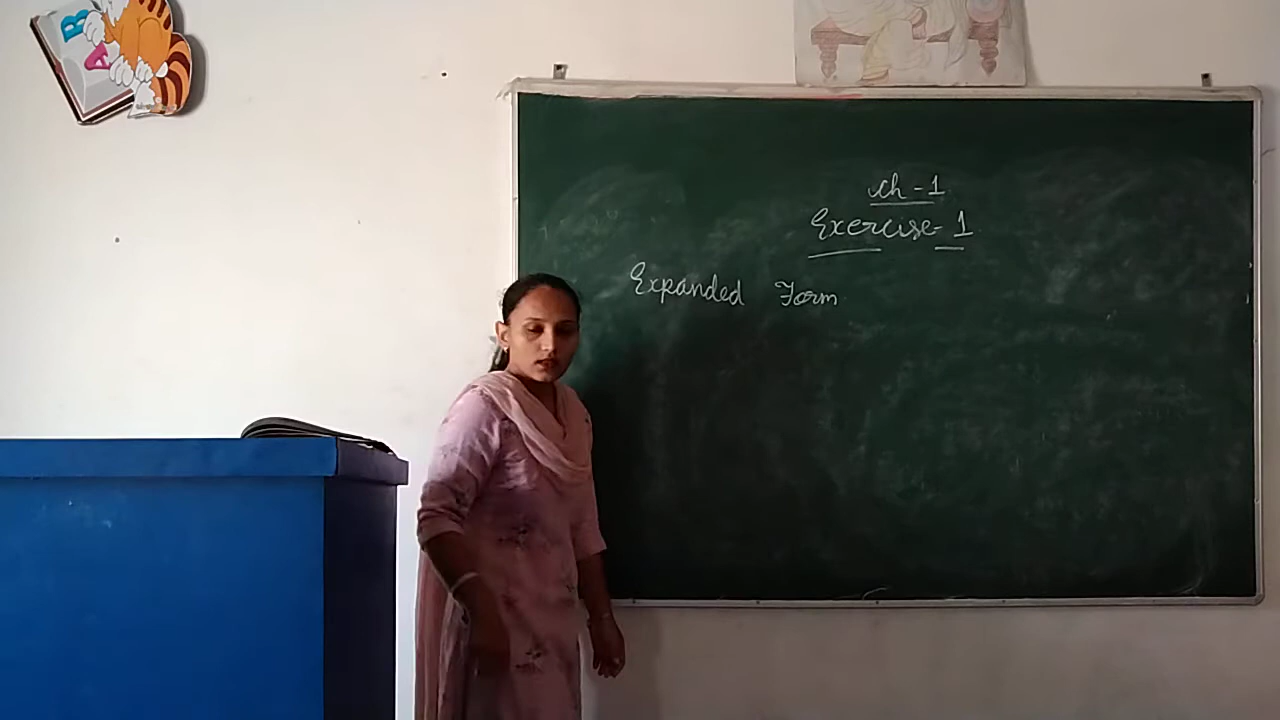 B
A
Ch - 1
Exercise - 1
Expanded Form